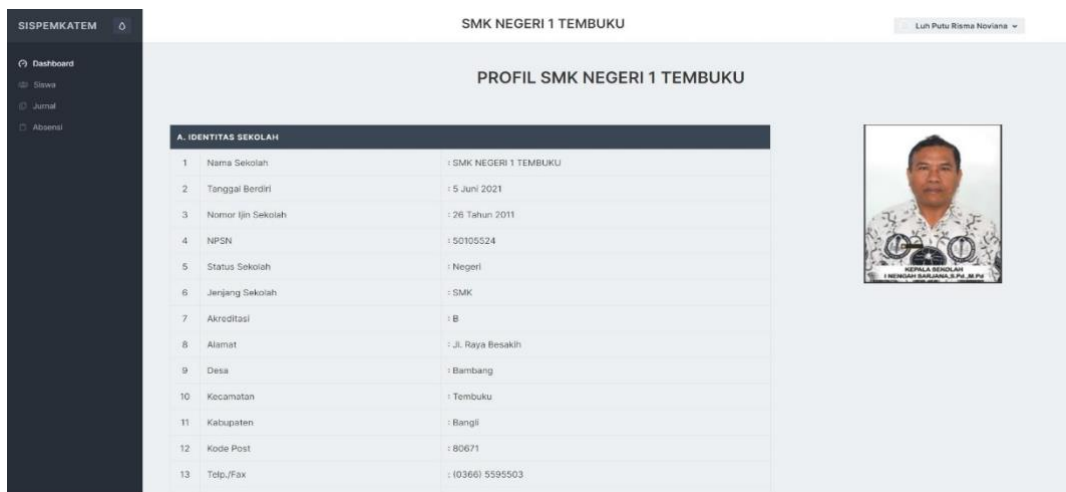 SISPEMKATEM
SMK NEGERI 1 TEMBUKU
Luh Putu Risma Noviana
Dashboard
Siswa
Jurnal
Absensi
PROFIL SMK NEGERI 1 TEMBUKU
A. IDENTITAS SEKOLAH
1 Nama Sekolah : SMK NEGERI 1 TEMBUKU
2 Tanggal Berdiri : 5 Juni 2021
3 Nomor Ijin Sekolah : 26 Tahun 2011
4 NPSN : 50105524
5 Status Sekolah : Negeri
6 Jenjang Sekolah : SMK
7 Akreditasi : B
8 Alamat : Jl. Raya Besakih
9 Desa : Bambang
10 Kecamatan : Tembuku
11 Kabupaten : Bangli
12 Kode Post : 80671
13 Telp./Fax : (0366) 5595503
KEPALA SEKOLAH
I NENGAH SARJANA, S.Pd.,M.Pd